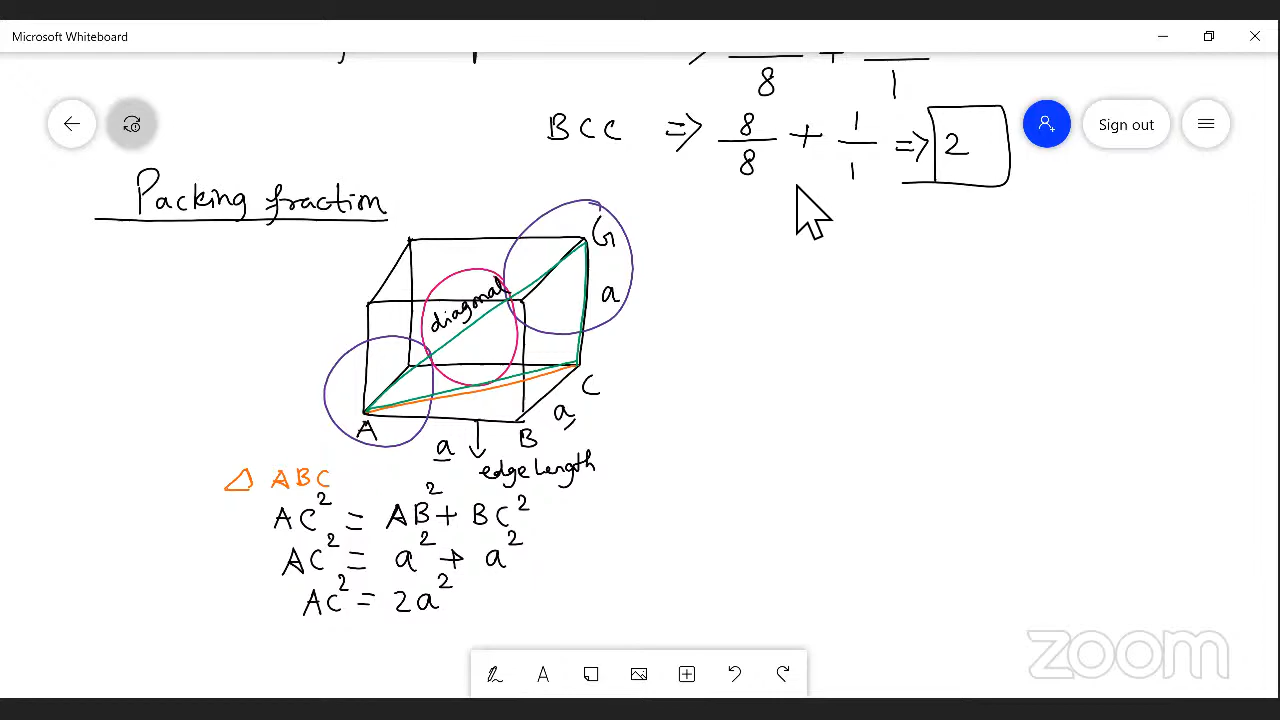 Microsoft Whiteboard
8 + 1
BCC => 8/8 + 1/1 => 2
Sign out
Packing fraction
G
diagonal
a
C
a
A
a
B
edge length
△ ABC
AC² = AB² + BC²
AC² = a² + a²
AC² = 2a²
zoom